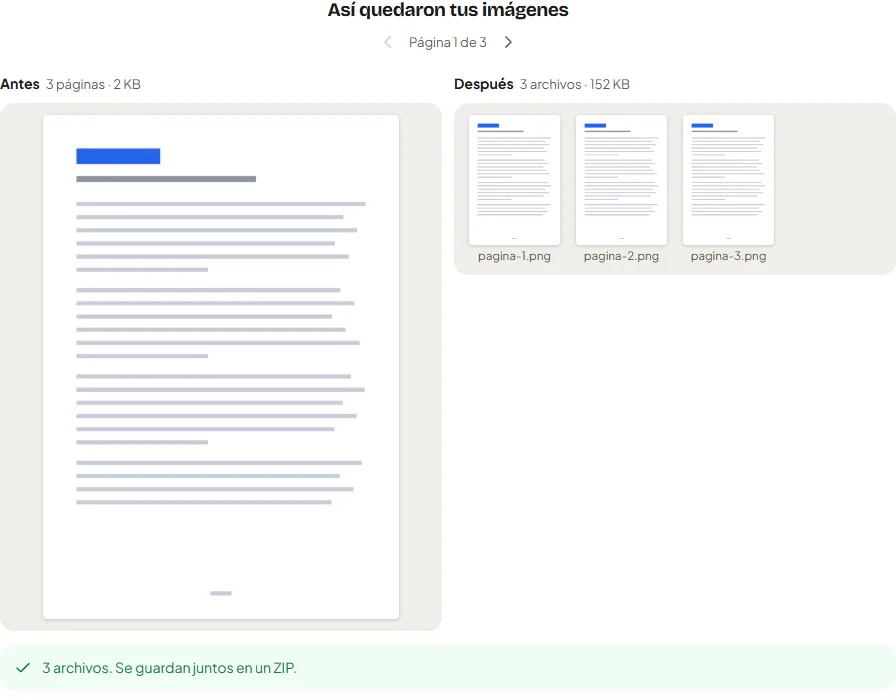 Así quedaron tus imágenes
Página 1 de 3
Antes 3 páginas · 2 KB
Después 3 archivos · 152 KB
pagina-1.png
pagina-2.png
pagina-3.png
3 archivos. Se guardan juntos en un ZIP.